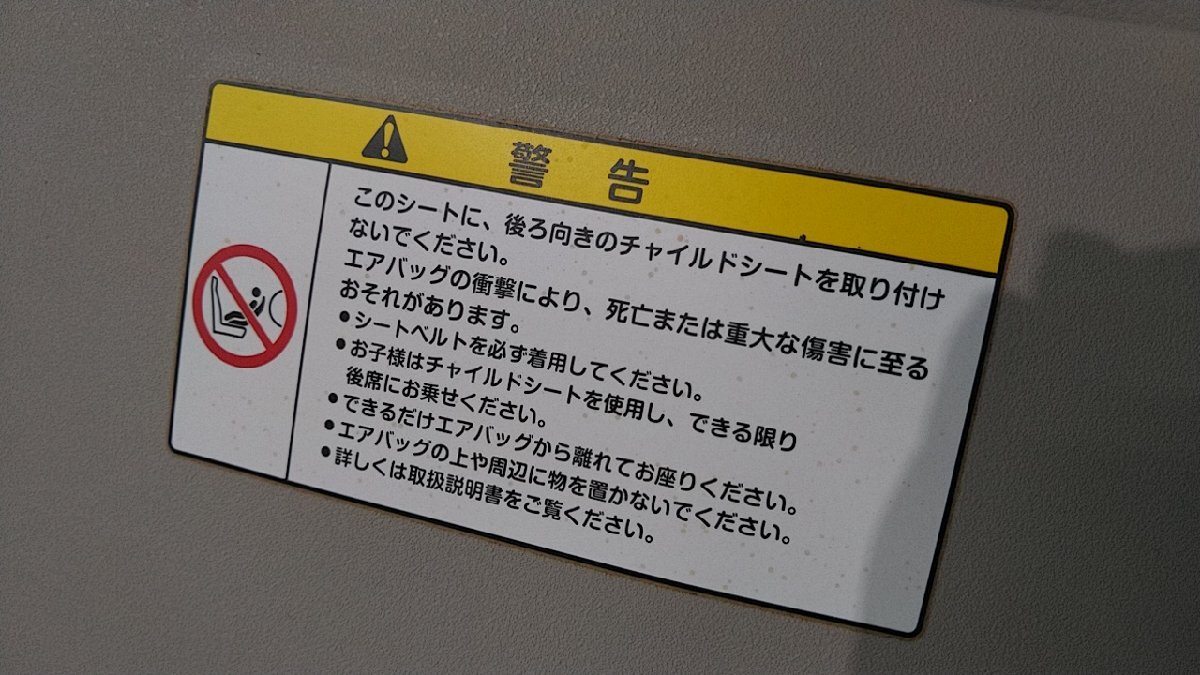 警告
このシートに、後ろ向きのチャイルドシートを取り付け
ないでください。
エアバッグの衝撃により、死亡または重大な傷害に至る
おそれがあります。
●シートベルトを必ず着用してください。
●お子様はチャイルドシートを使用し、できる限り
後席にお乗せください。
●できるだけエアバッグから離れてお座りください。
●エアバッグの上や周辺に物を置かないでください。
●詳しくは取扱説明書をご覧ください。